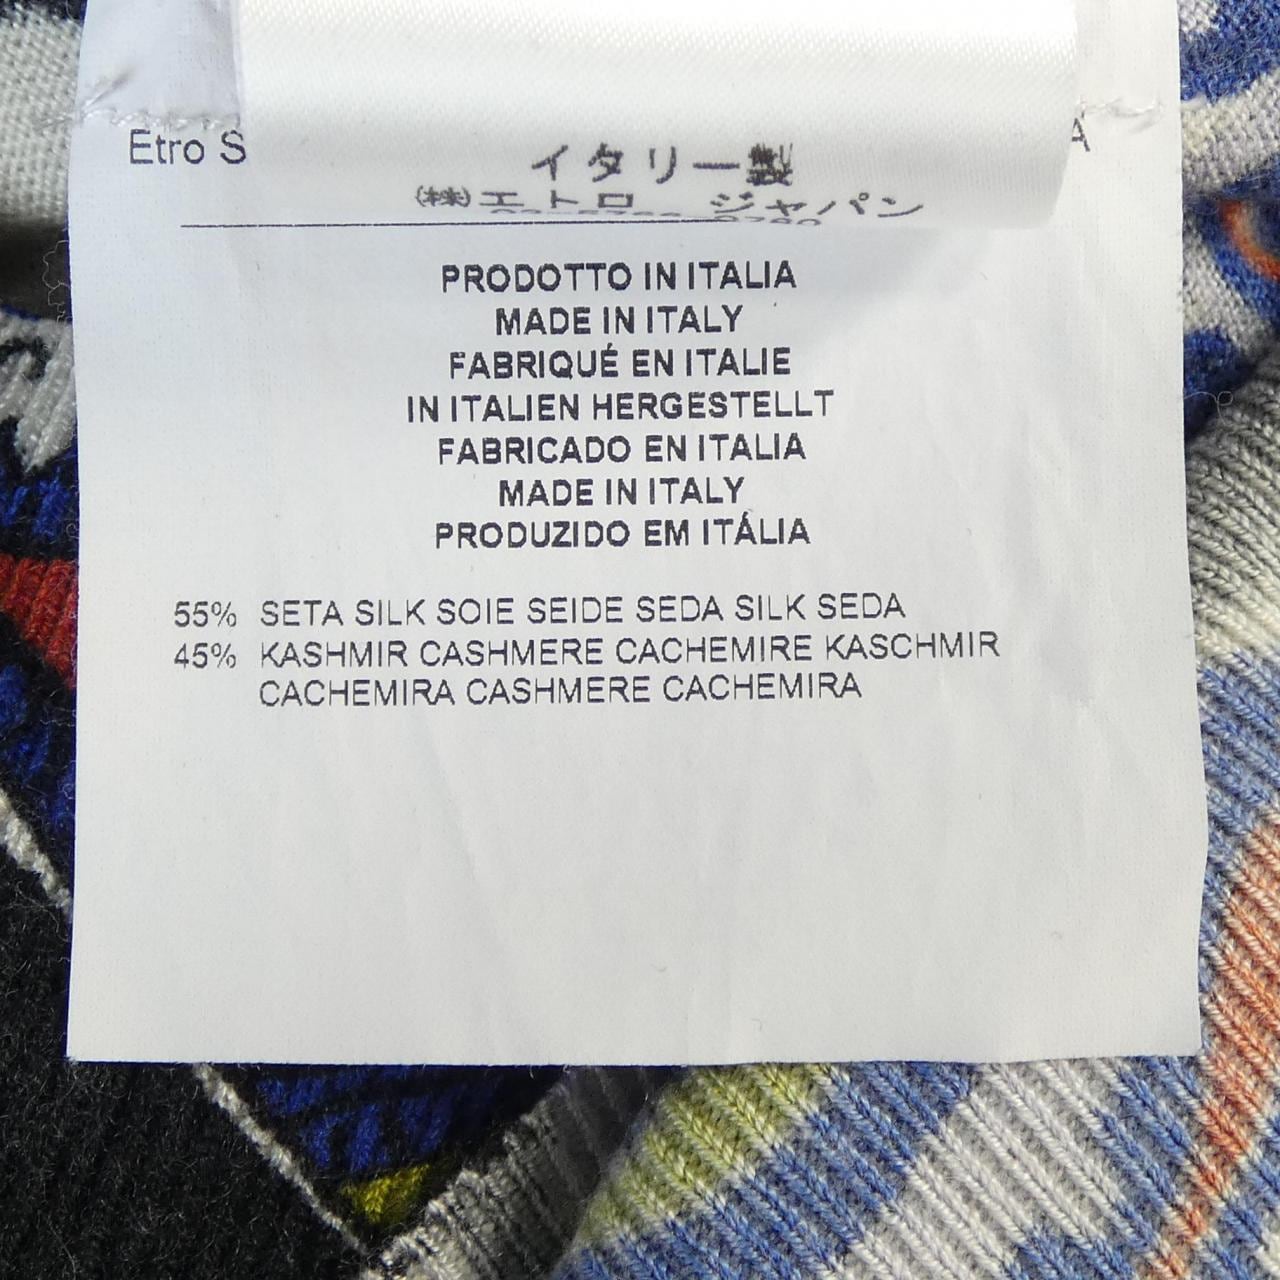 Etro S
イタリー製
㈱エトロ ジャパン
PRODOTTO IN ITALIA
MADE IN ITALY
FABRIQUÉ EN ITALIE
IN ITALIEN HERGESTELLT
FABRICADO EN ITALIA
MADE IN ITALY
PRODUZIDO EM ITÁLIA
55% SETA SILK SOIE SEIDE SEDA SILK SEDA
45% KASHMIR CASHMERE CACHEMIRE KASCHMIR
CACHEMIRA CASHMERE CACHEMIRA